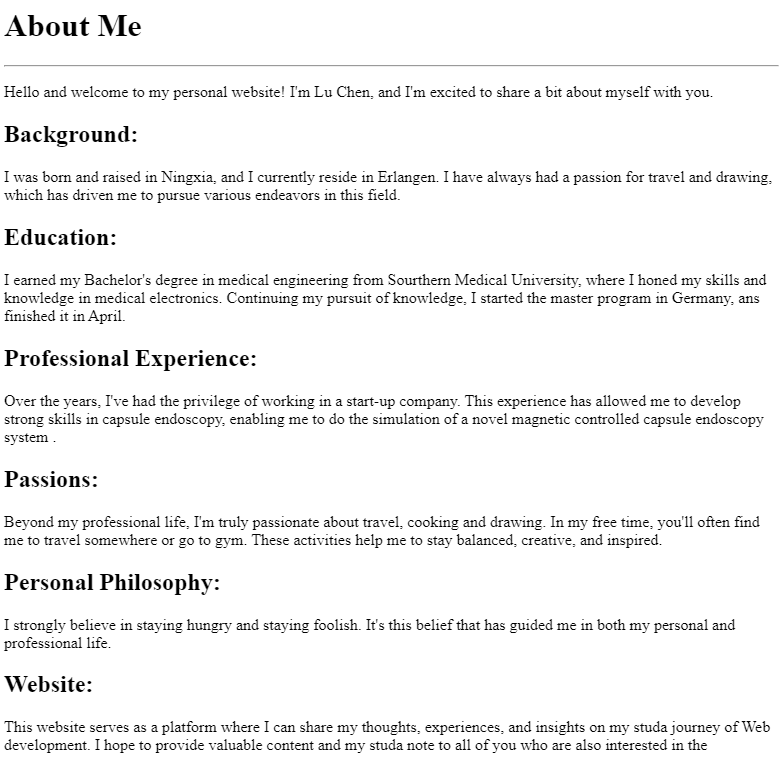 About Me
Hello and welcome to my personal website! I'm Lu Chen, and I'm excited to share a bit about myself with you.
Background:
I was born and raised in Ningxia, and I currently reside in Erlangen. I have always had a passion for travel and drawing,
which has driven me to pursue various endeavors in this field.
Education:
I earned my Bachelor's degree in medical engineering from Sourthern Medical University, where I honed my skills and
knowledge in medical electronics. Continuing my pursuit of knowledge, I started the master program in Germany, ans
finished it in April.
Professional Experience:
Over the years, I've had the privilege of working in a start-up company. This experience has allowed me to develop
strong skills in capsule endoscopy, enabling me to do the simulation of a novel magnetic controlled capsule endoscopy
system .
Passions:
Beyond my professional life, I'm truly passionate about travel, cooking and drawing. In my free time, you'll often find
me to travel somewhere or go to gym. These activities help me to stay balanced, creative, and inspired.
Personal Philosophy:
I strongly believe in staying hungry and staying foolish. It's this belief that has guided me in both my personal and
professional life.
Website:
This website serves as a platform where I can share my thoughts, experiences, and insights on my studa journey of Web
development. I hope to provide valuable content and my studa note to all of you who are also interested in the